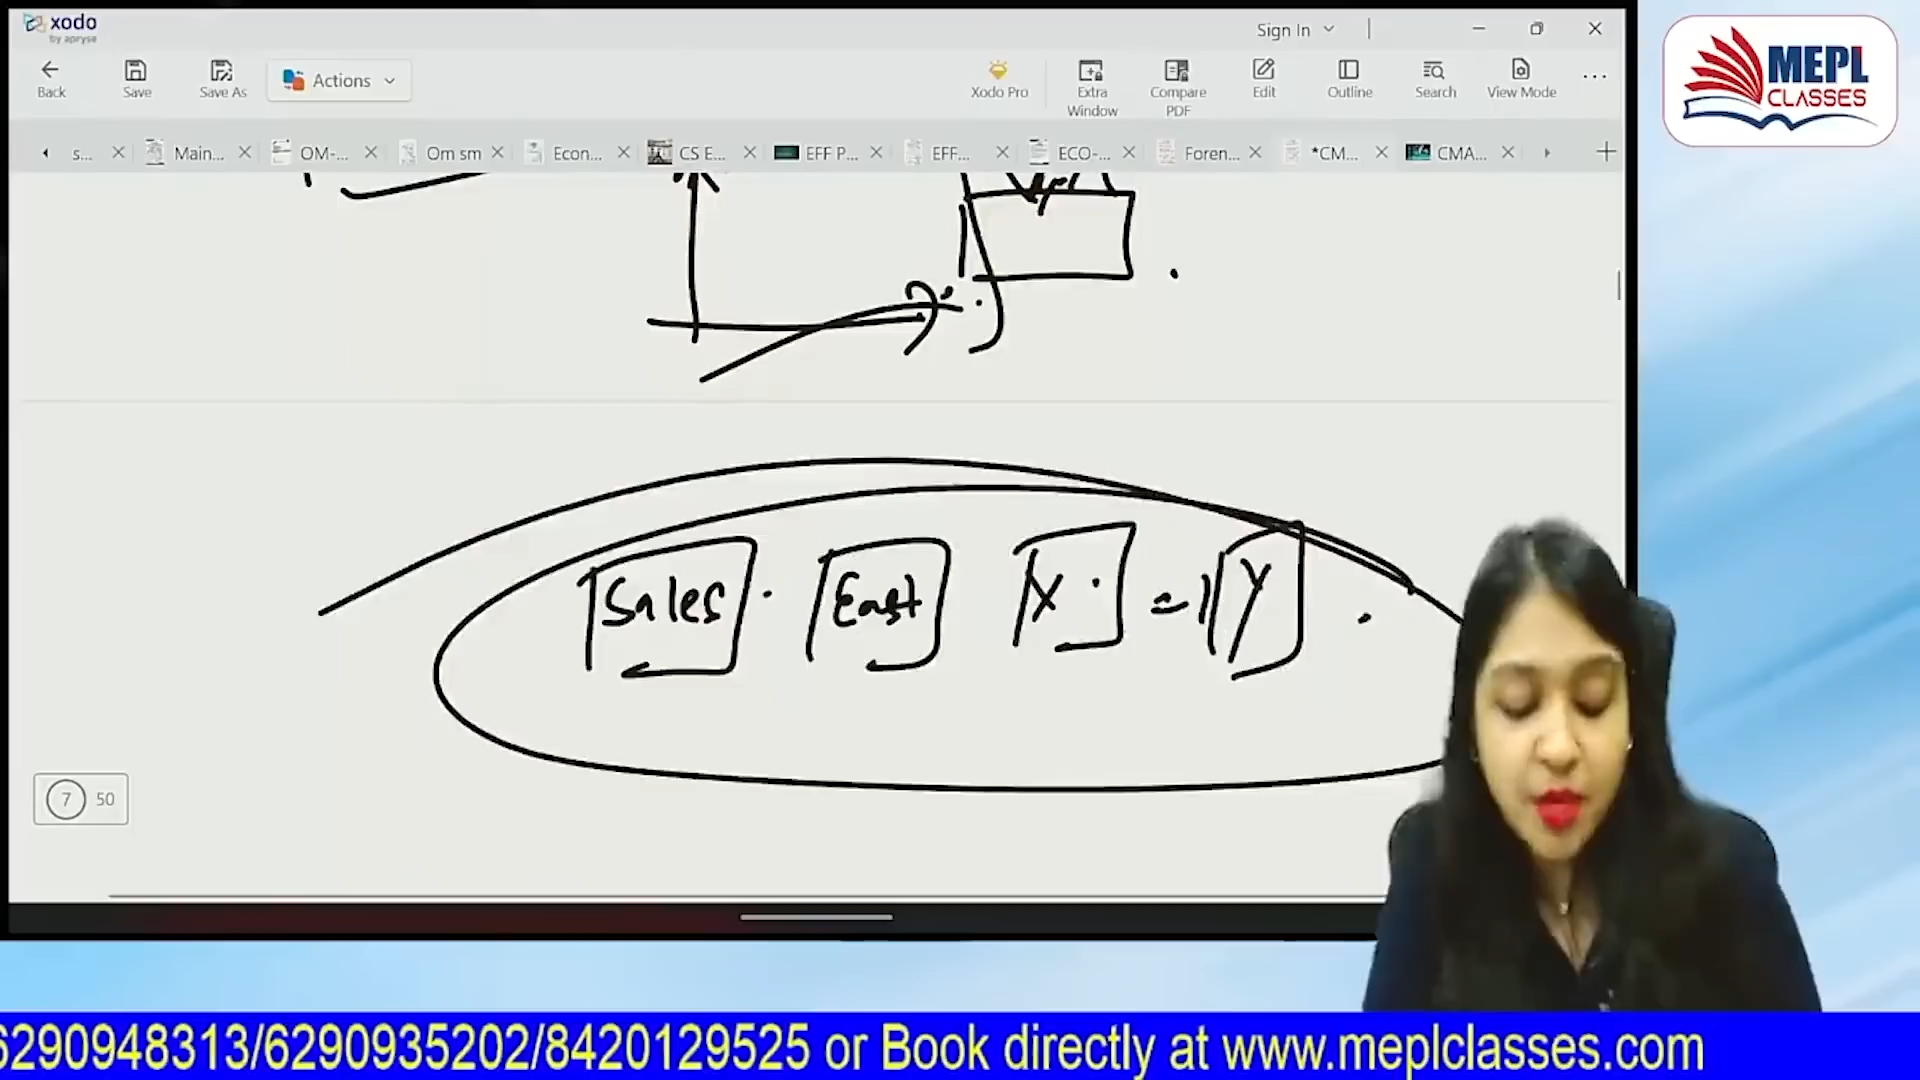 xodo
by apryse
Sign In
Back
Save
Save As
Actions
Xodo Pro
Extra Window
Compare PDF
Edit
Outline
Search
View Mode
s...
Main...
OM-...
Om sm
Econ...
CS E...
EFF P...
EFF...
ECO-...
Foren...
*CM...
CMA...
MEPL
CLASSES
Sales . East X . = Y .
7 50
6290948313/6290935202/8420129525 or Book directly at www.meplclasses.com